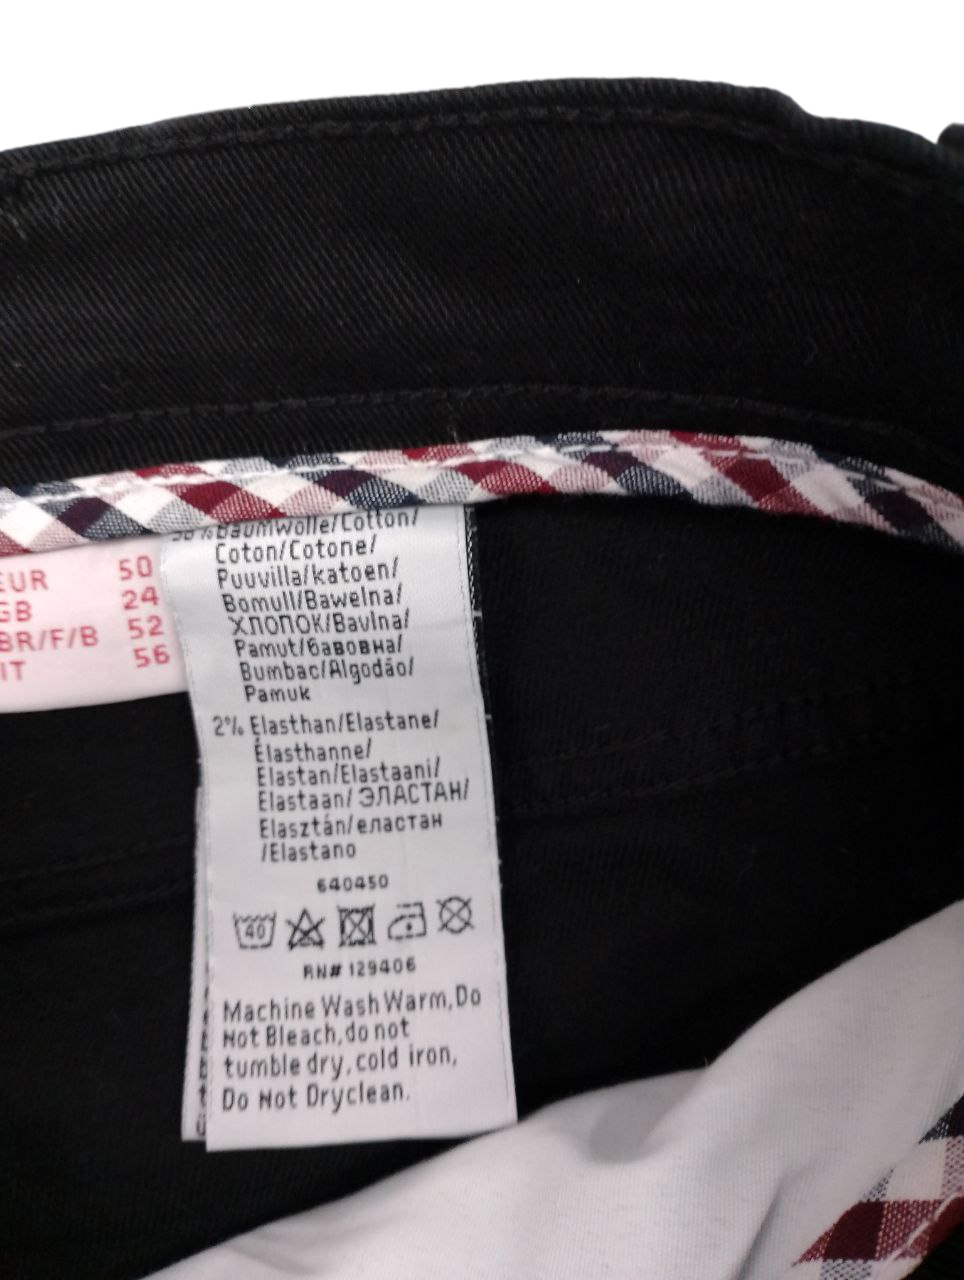 EUR 50
GB 24
BR/F/B 52
IT 56
Baumwolle/Cotton/
Coton/Cotone/
Puuvilla/katoen/
Bomull/Bawelna/
ХЛОПОК/Bavlna/
Pamut/бавовна/
Bumbac/Algodão/
Pamuk
2% Elasthan/Elastane/
Élasthanne/
Elastan/Elastaani/
Elastaan/ ЭЛАСТАН/
Elasztán/еластан
/Elastano
640450
40
RN# 129406
Machine Wash Warm,Do
Not Bleach,do not
tumble dry, cold iron,
Do Not Dryclean.